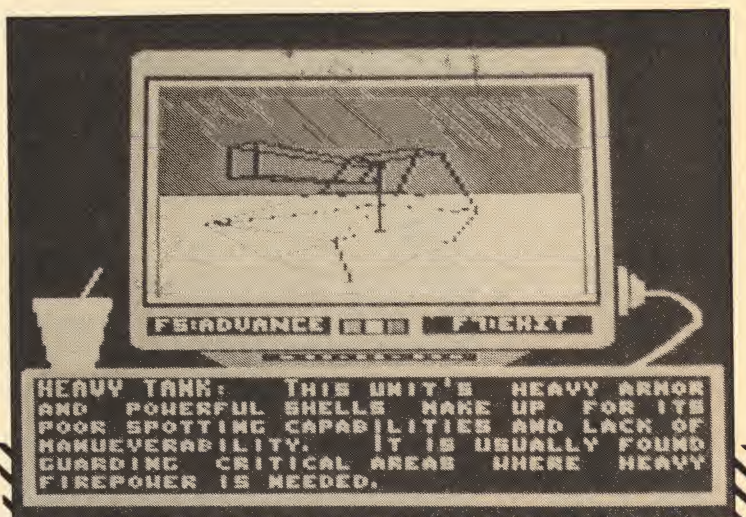 F5:ADVANCE F7:EXIT
HEAVY TANK: THIS UNIT'S HEAVY ARMOR
AND POWERFUL SHELLS MAKE UP FOR ITS
POOR SPOTTING CAPABILITIES AND LACK OF
MANUEVERABILITY. IT IS USUALLY FOUND
GUARDING CRITICAL AREAS WHERE HEAVY
FIREPOWER IS NEEDED.